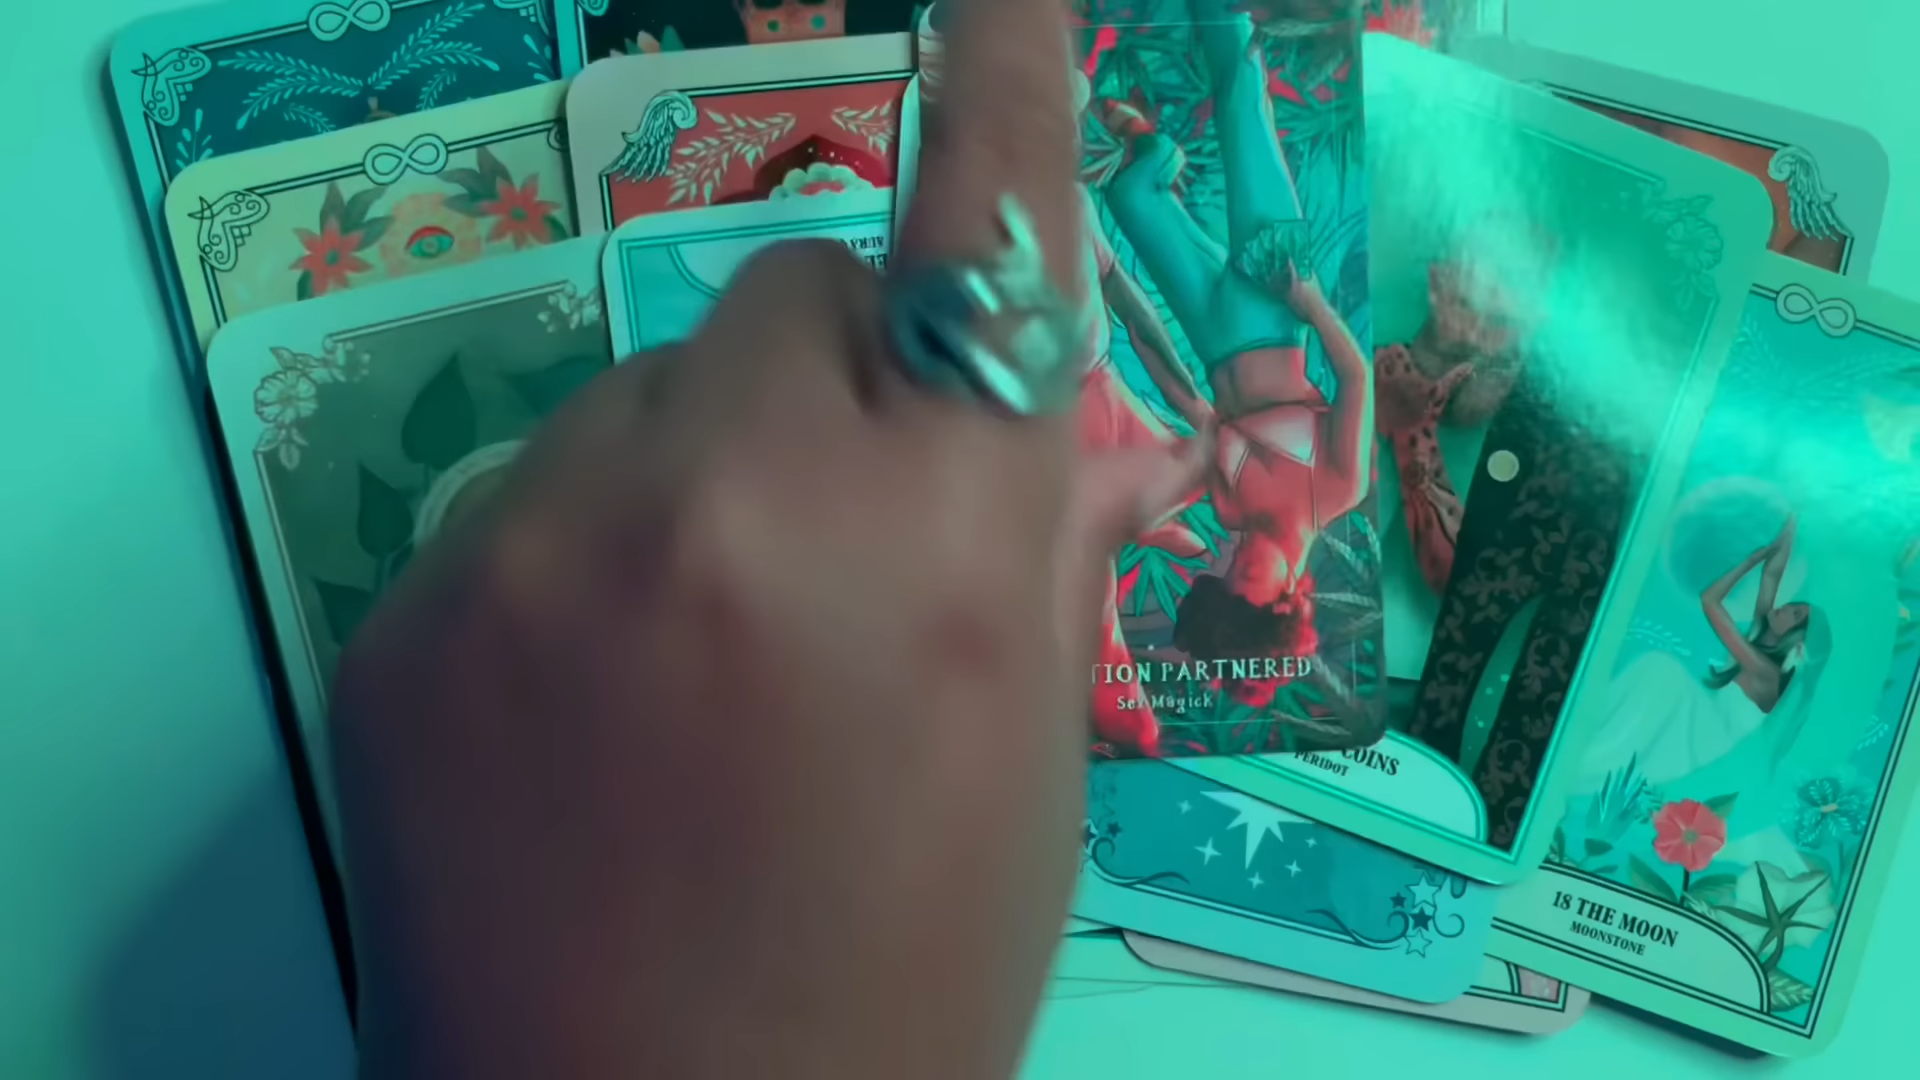 TION PARTNERED
Sex Magick
COINS
PERIDOT
18 THE MOON
MOONSTONE